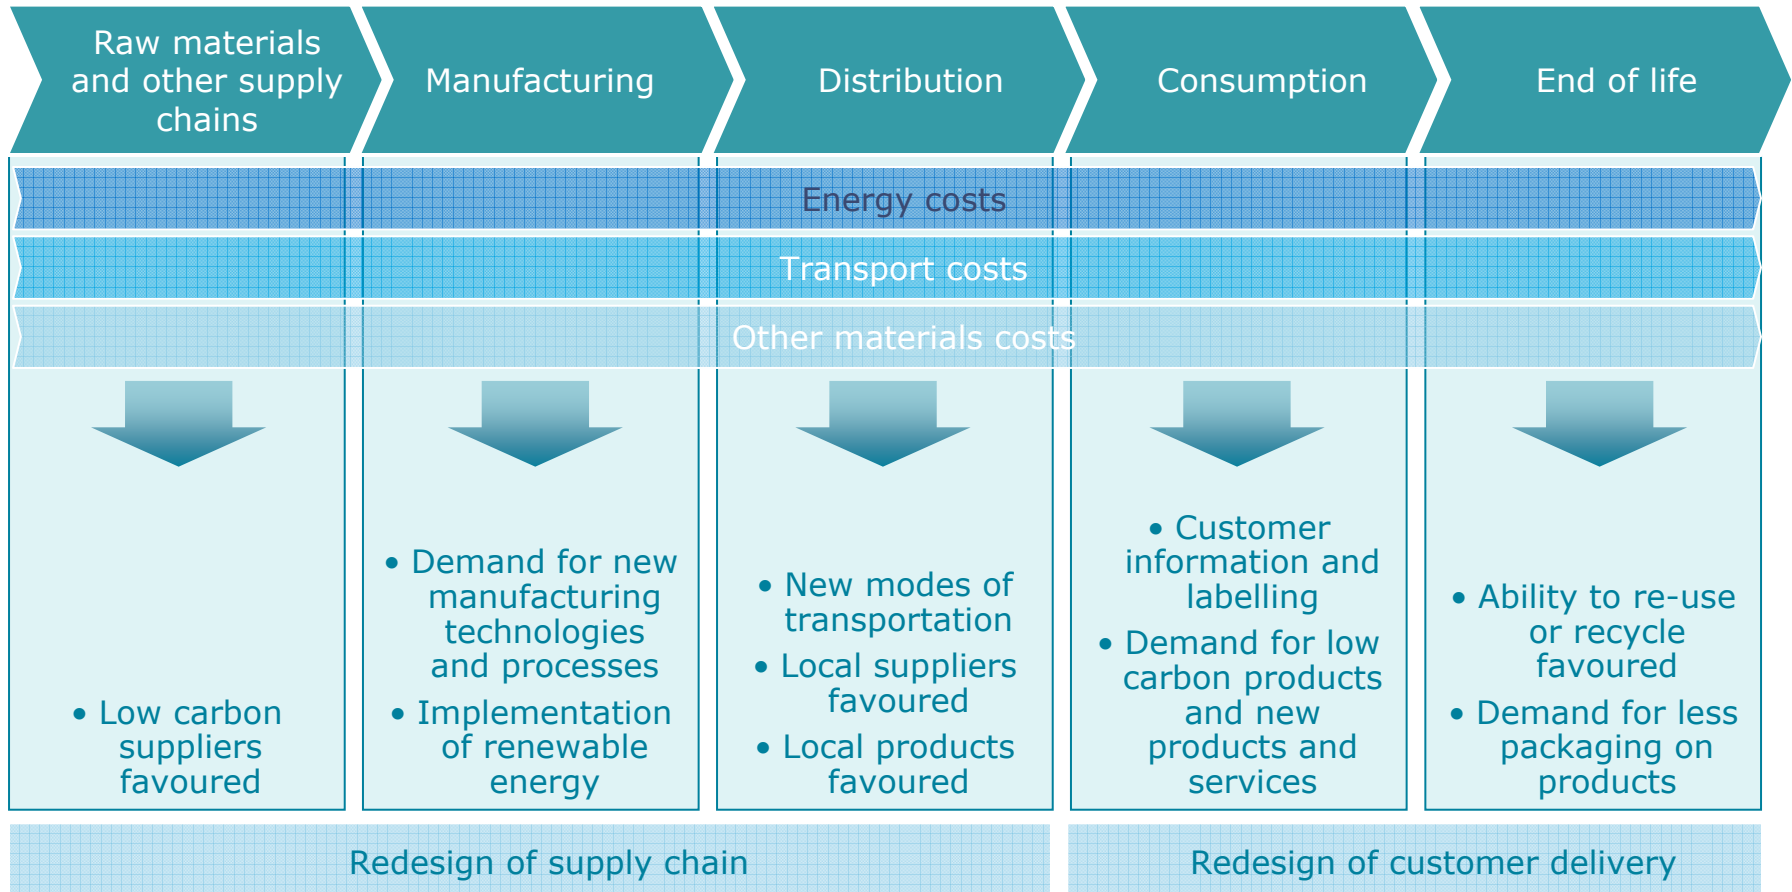 Raw materials
and other supply
chains
Manufacturing
Distribution
Consumption
End of life
Energy costs
Transport costs
Other materials costs
• Low carbon
suppliers
favoured
• Demand for new
manufacturing
technologies
and processes
• Implementation
of renewable
energy
• New modes of
transportation
• Local suppliers
favoured
• Local products
favoured
• Customer
information and
labelling
• Demand for low
carbon products
and new
products and
services
• Ability to re-use
or recycle
favoured
• Demand for less
packaging on
products
Redesign of supply chain
Redesign of customer delivery